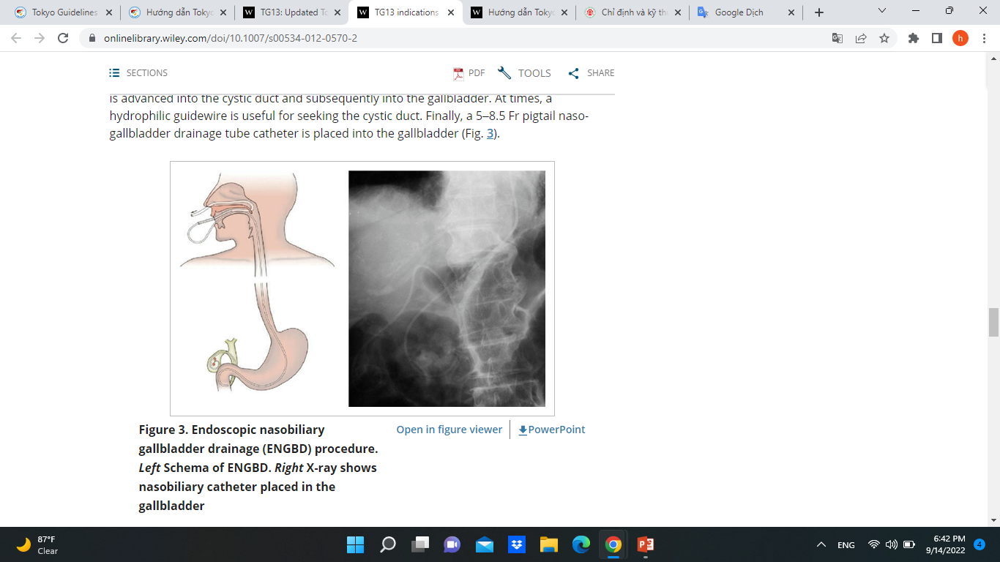 Tokyo Guidelines
Hướng dẫn Tokyo
TG13: Updated To
TG13 indications
Hướng dẫn Tokyo
Chỉ định và kỹ th
Google Dịch
onlinelibrary.wiley.com/doi/10.1007/s00534-012-0570-2
h
SECTIONS
PDF
TOOLS
SHARE
is advanced into the cystic duct and subsequently into the gallbladder. At times, a
hydrophilic guidewire is useful for seeking the cystic duct. Finally, a 5–8.5 Fr pigtail naso-
gallbladder drainage tube catheter is placed into the gallbladder (Fig. 3).
Figure 3. Endoscopic nasobiliary
gallbladder drainage (ENGBD) procedure.
Left Schema of ENGBD. Right X-ray shows
nasobiliary catheter placed in the
gallbladder
Open in figure viewer
PowerPoint
87°F
Clear
ENG
6:42 PM
9/14/2022
4